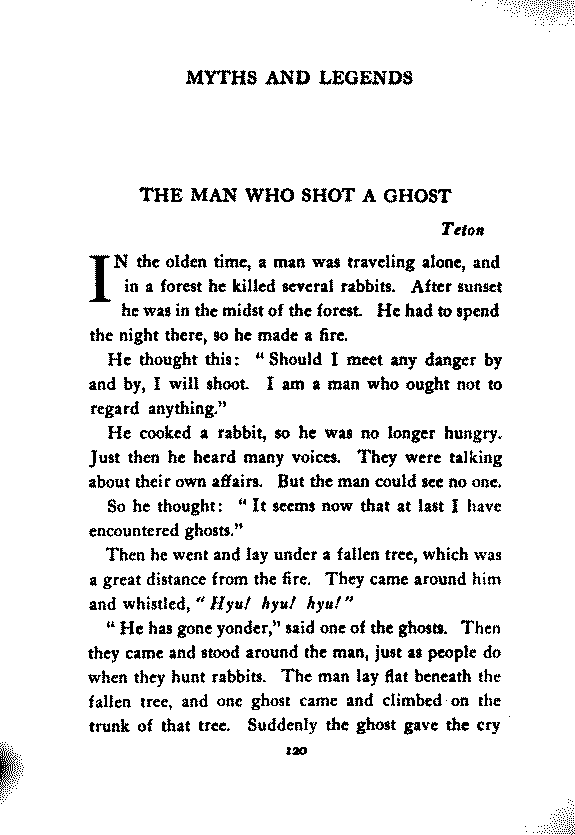 MYTHS AND LEGENDS
THE MAN WHO SHOT A GHOST
Teton
IN the olden time, a man was traveling alone, and
in a forest he killed several rabbits. After sunset
he was in the midst of the forest. He had to spend
the night there, so he made a fire.
He thought this: “Should I meet any danger by
and by, I will shoot. I am a man who ought not to
regard anything.”
He cooked a rabbit, so he was no longer hungry.
Just then he heard many voices. They were talking
about their own affairs. But the man could see no one.
So he thought: “It seems now that at last I have
encountered ghosts.”
Then he went and lay under a fallen tree, which was
a great distance from the fire. They came around him
and whistled, “Hyu! hyu! hyu!”
“He has gone yonder,” said one of the ghosts. Then
they came and stood around the man, just as people do
when they hunt rabbits. The man lay flat beneath the
fallen tree, and one ghost came and climbed on the
trunk of that tree. Suddenly the ghost gave the cry
120